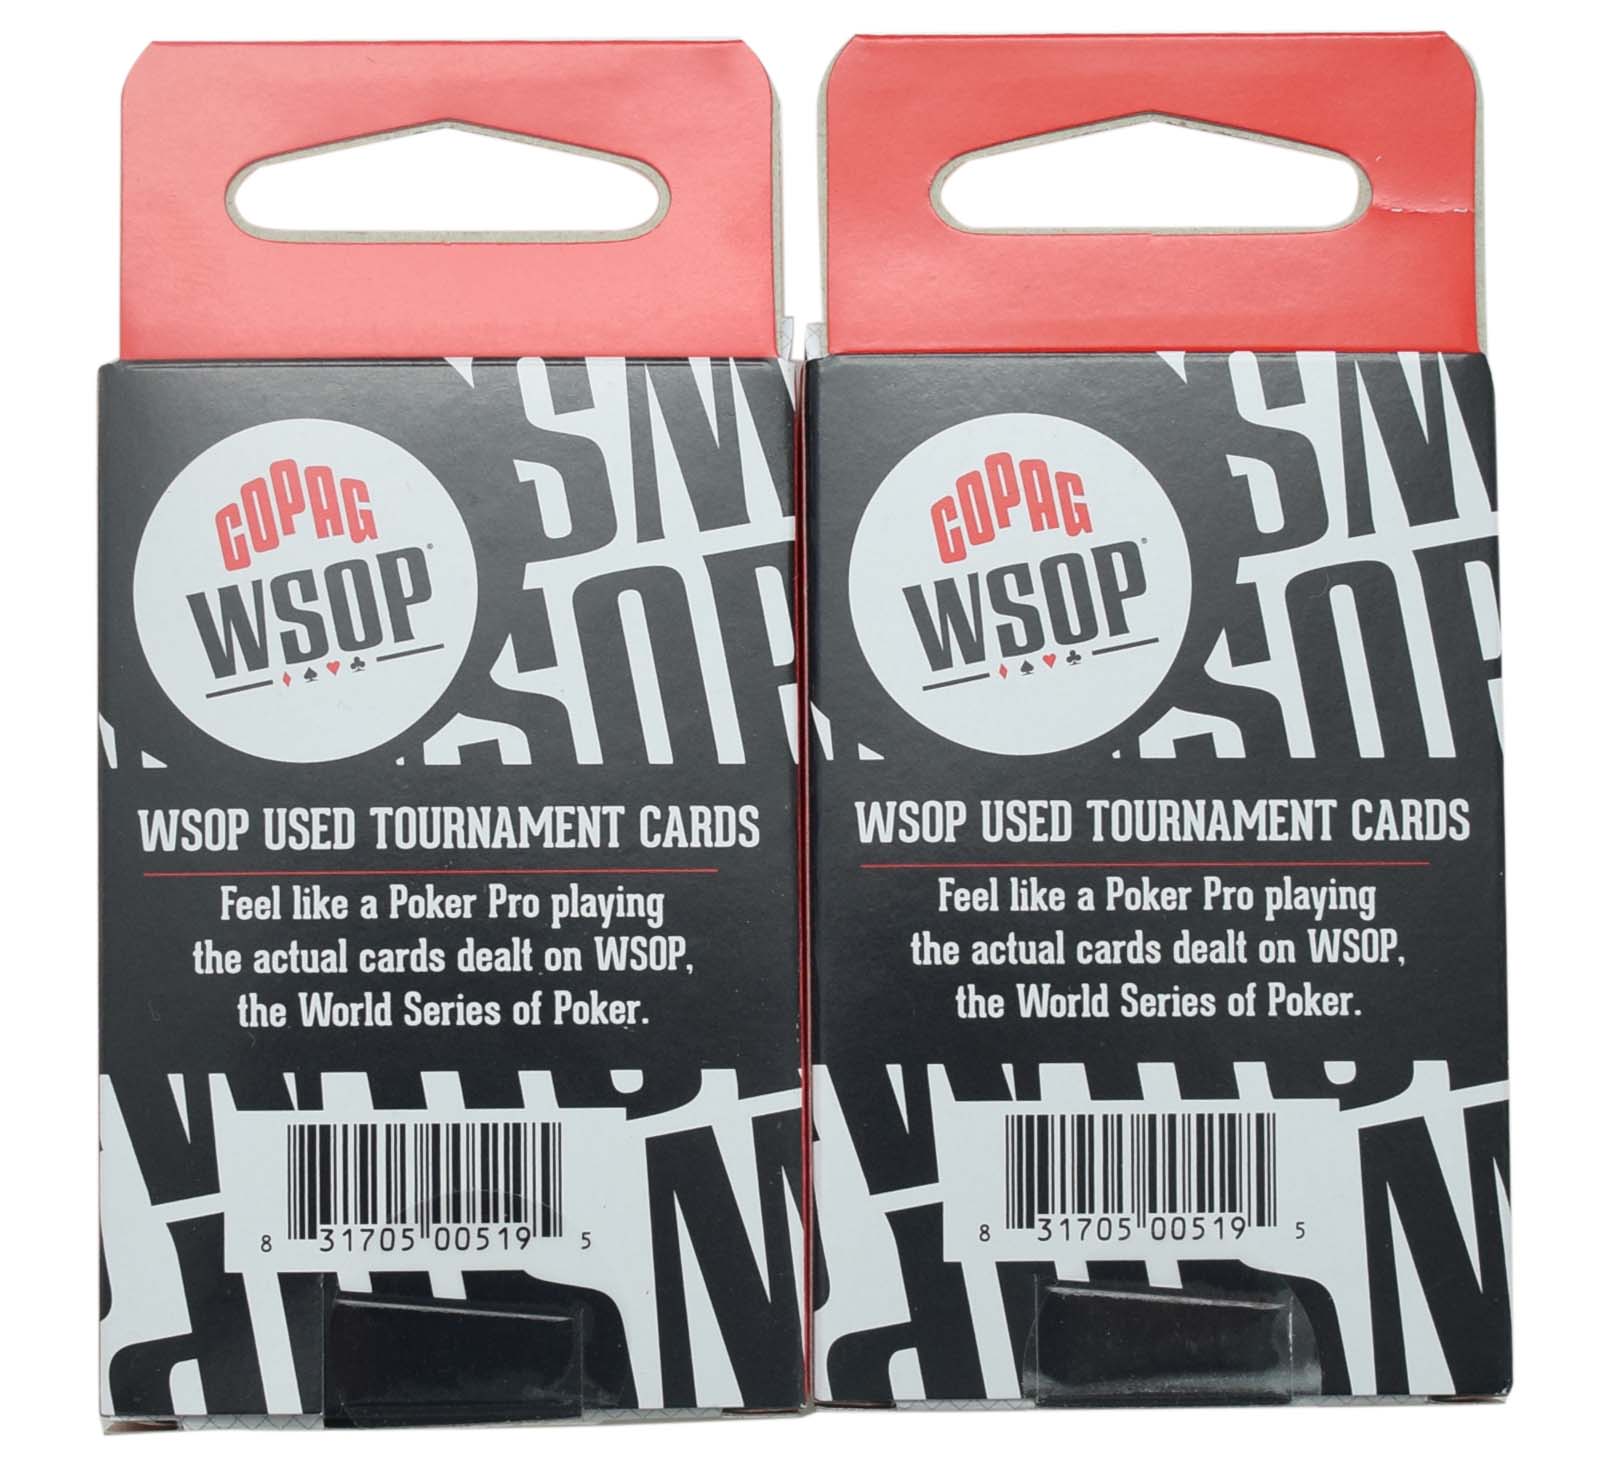 COPAG
WSOP®
WSOP USED TOURNAMENT CARDS
Feel like a Poker Pro playing
the actual cards dealt on WSOP,
the World Series of Poker.
8 31705 00519 5
COPAG
WSOP®
WSOP USED TOURNAMENT CARDS
Feel like a Poker Pro playing
the actual cards dealt on WSOP,
the World Series of Poker.
8 31705 00519 5